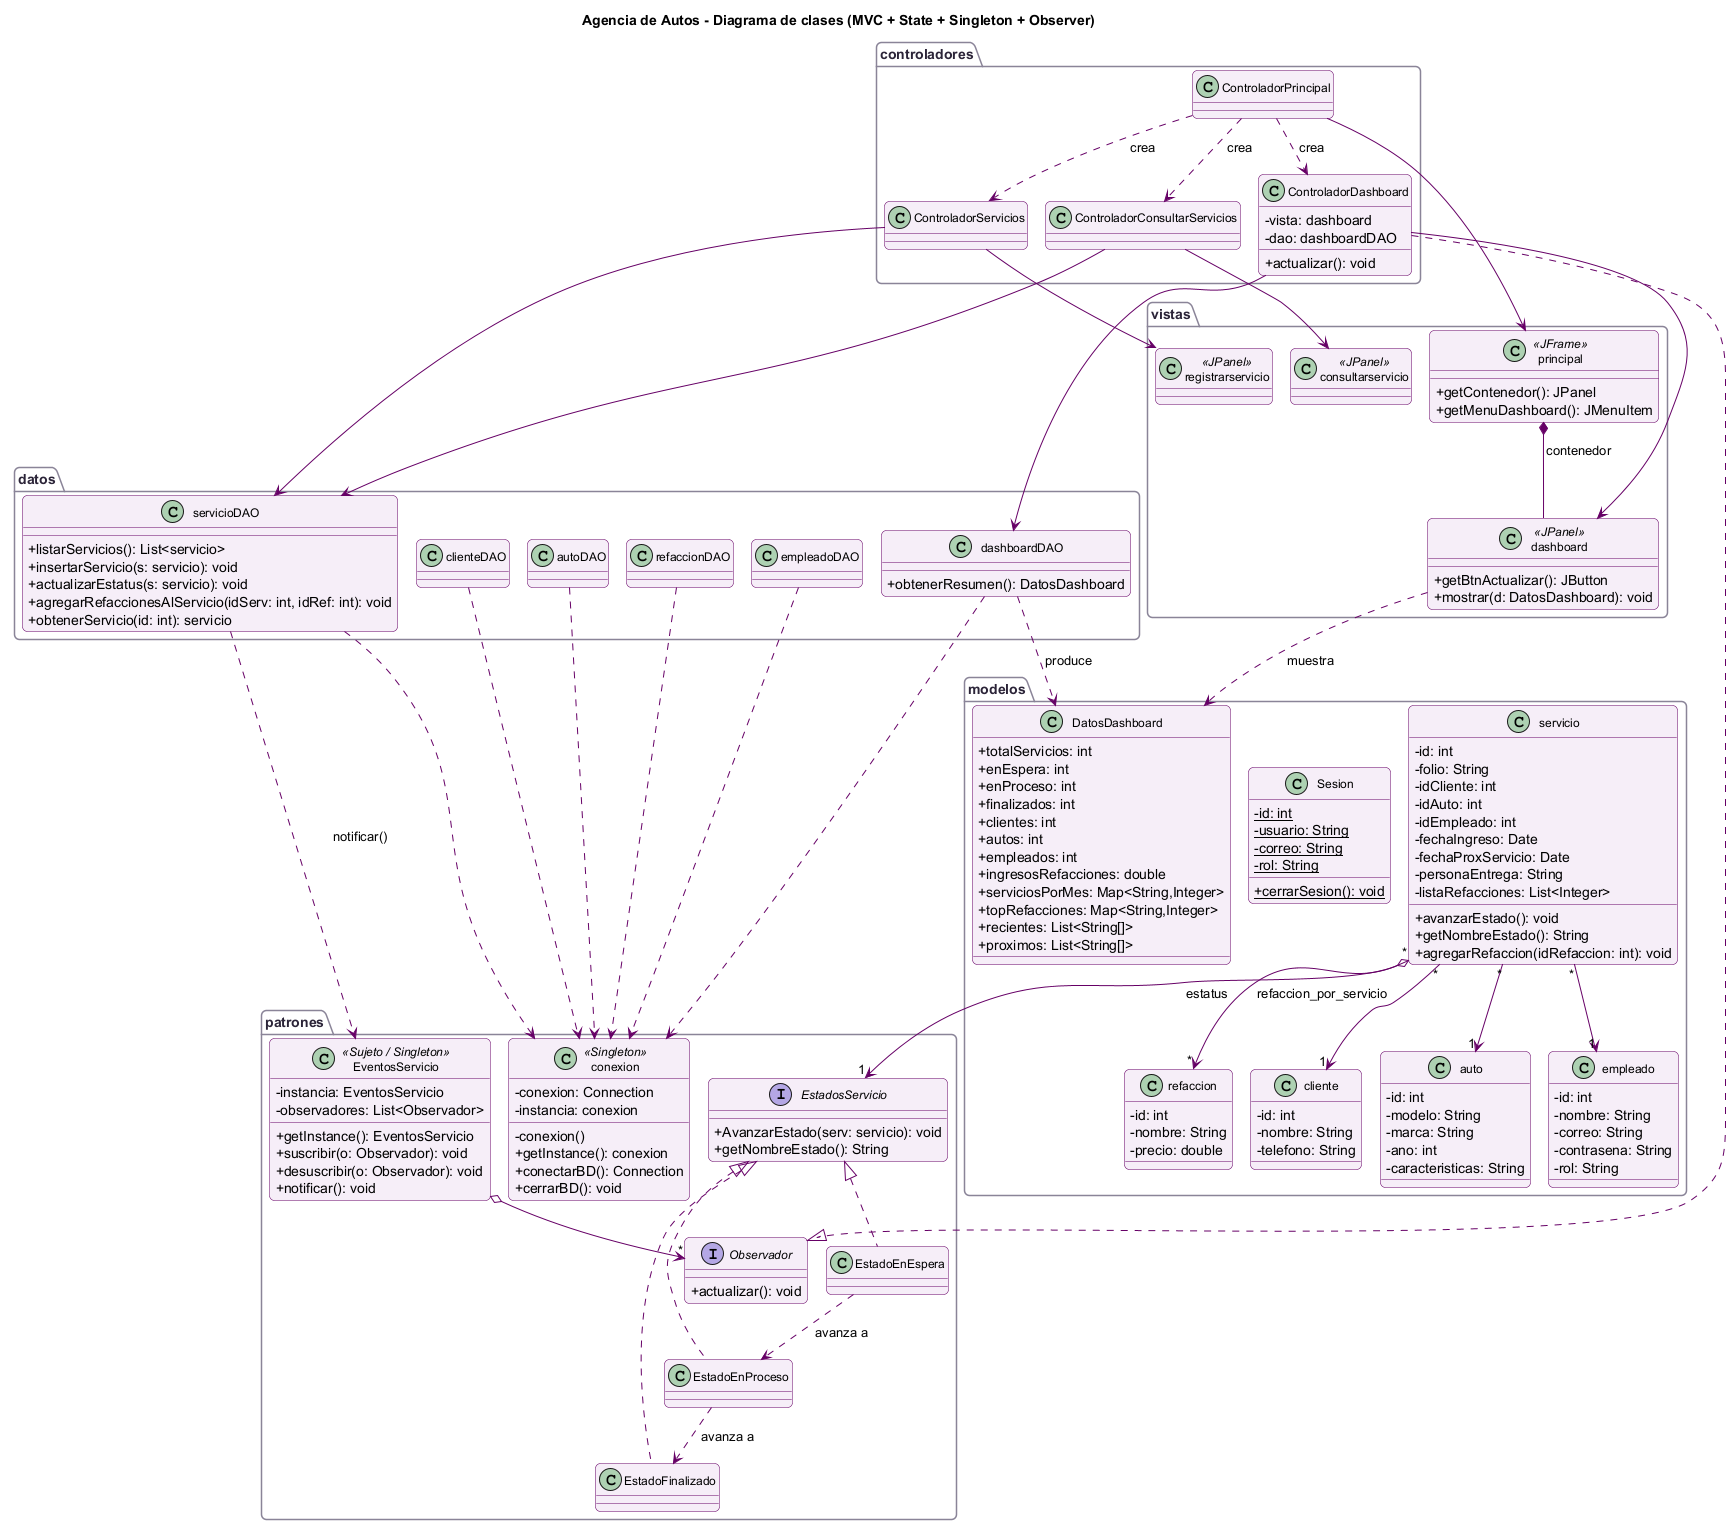 Agencia de Autos - Diagrama de clases (MVC + State + Singleton + Observer)
controladores
C ControladorPrincipal
crea
crea
crea
C ControladorServicios
C ControladorConsultarServicios
C ControladorDashboard
-vista: dashboard
-dao: dashboardDAO
+actualizar(): void
vistas
C «JPanel»
registrarservicio
C «JPanel»
consultarservicio
C «JFrame»
principal
+getContenedor(): JPanel
+getMenuDashboard(): JMenuItem
contenedor
C «JPanel»
dashboard
+getBtnActualizar(): JButton
+mostrar(d: DatosDashboard): void
datos
C servicioDAO
+listarServicios(): List<servicio>
+insertarServicio(s: servicio): void
+actualizarEstatus(s: servicio): void
+agregarRefaccionesAlServicio(idServ: int, idRef: int): void
+obtenerServicio(id: int): servicio
C clienteDAO
C autoDAO
C refaccionDAO
C empleadoDAO
C dashboardDAO
+obtenerResumen(): DatosDashboard
produce
muestra
notificar()
modelos
C DatosDashboard
+totalServicios: int
+enEspera: int
+enProceso: int
+finalizados: int
+clientes: int
+autos: int
+empleados: int
+ingresosRefacciones: double
+serviciosPorMes: Map<String,Integer>
+topRefacciones: Map<String,Integer>
+recientes: List<String[]>
+proximos: List<String[]>
C Sesion
-id: int
-usuario: String
-correo: String
-rol: String
+cerrarSesion(): void
C servicio
-id: int
-folio: String
-idCliente: int
-idAuto: int
-idEmpleado: int
-fechaIngreso: Date
-fechaProxServicio: Date
-personaEntrega: String
-listaRefacciones: List<Integer>
+avanzarEstado(): void
+getNombreEstado(): String
+agregarRefaccion(idRefaccion: int): void
*
*
*
*
estatus
refaccion_por_servicio
1
*
1
1
1
C refaccion
-id: int
-nombre: String
-precio: double
C cliente
-id: int
-nombre: String
-telefono: String
C auto
-id: int
-modelo: String
-marca: String
-ano: int
-caracteristicas: String
C empleado
-id: int
-nombre: String
-correo: String
-contrasena: String
-rol: String
patrones
C «Sujeto / Singleton»
EventosServicio
-instancia: EventosServicio
-observadores: List<Observador>
+getInstance(): EventosServicio
+suscribir(o: Observador): void
+desuscribir(o: Observador): void
+notificar(): void
C «Singleton»
conexion
-conexion: Connection
-instancia: conexion
-conexion()
+getInstance(): conexion
+conectarBD(): Connection
+cerrarBD(): void
I EstadosServicio
+AvanzarEstado(serv: servicio): void
+getNombreEstado(): String
*
I Observador
+actualizar(): void
C EstadoEnEspera
avanza a
C EstadoEnProceso
avanza a
C EstadoFinalizado